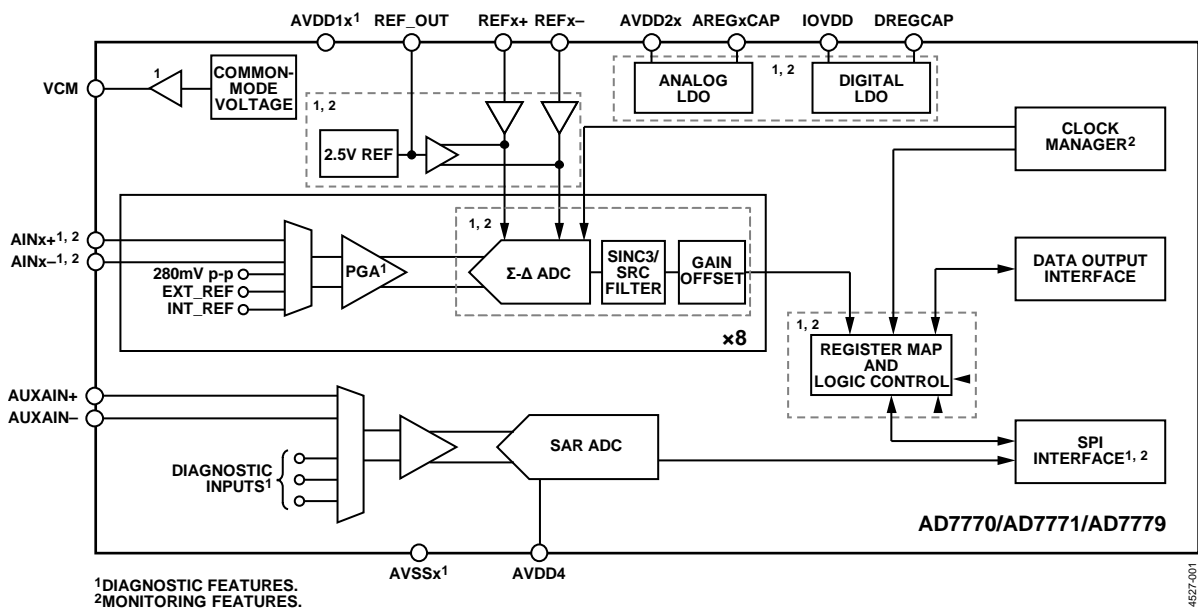 AVDD1x¹ REF_OUT REFx+ REFx– AVDD2x AREGxCAP IOVDD DREGCAP
VCM
1
COMMON-
MODE
VOLTAGE
1, 2
ANALOG
LDO
1, 2
DIGITAL
LDO
2.5V REF
CLOCK
MANAGER²
AINx+¹, ²
AINx–¹, ²
280mV p-p
EXT_REF
INT_REF
PGA¹
1, 2
Σ-Δ ADC
SINC3/
SRC
FILTER
GAIN
OFFSET
×8
DATA OUTPUT
INTERFACE
1, 2
REGISTER MAP
AND
LOGIC CONTROL
AUXAIN+
AUXAIN–
DIAGNOSTIC
INPUTS¹
SAR ADC
SPI
INTERFACE¹, ²
AD7770/AD7771/AD7779
AVSSx¹
AVDD4
¹DIAGNOSTIC FEATURES.
²MONITORING FEATURES.
4527-001